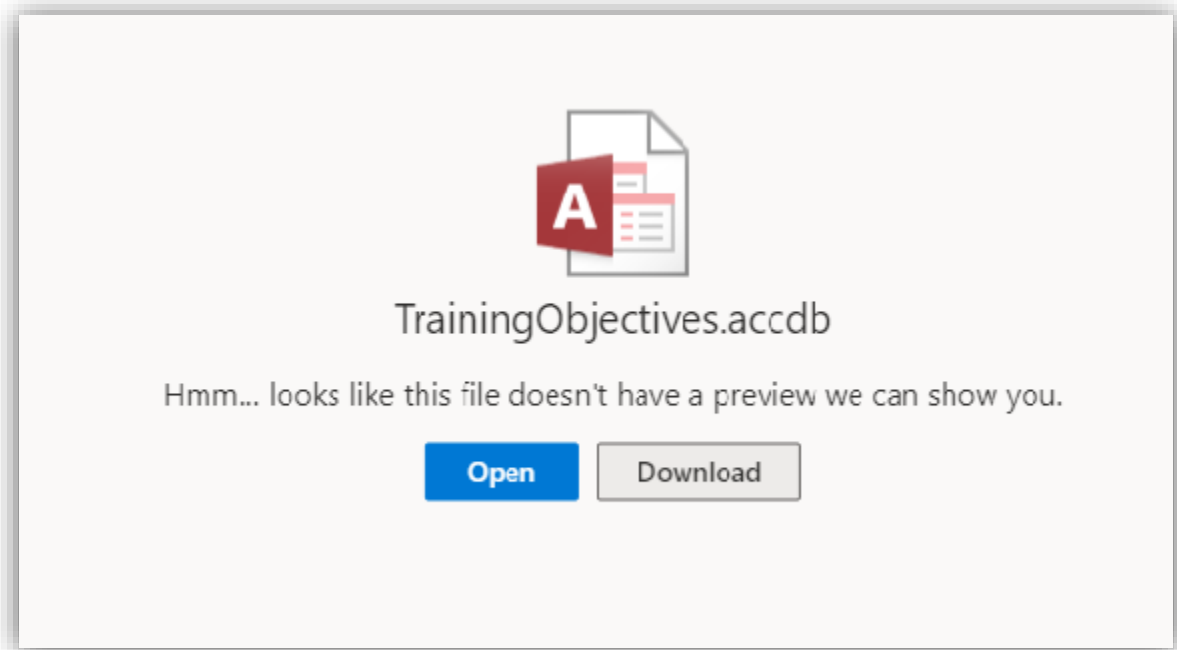 A
TrainingObjectives.accdb
Hmm... looks like this file doesn't have a preview we can show you.
Open Download